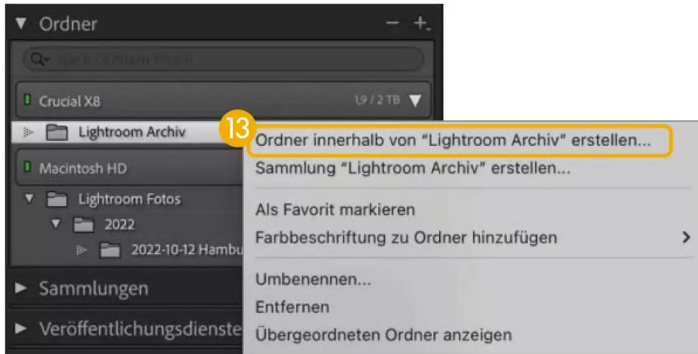 Ordner
Crucial X8
1,9 / 2 TB
Lightroom Archiv
Macintosh HD
Lightroom Fotos
2022
2022-10-12 Hambu
Sammlungen
Veröffentlichungsdienste
13
Ordner innerhalb von “Lightroom Archiv” erstellen...
Sammlung “Lightroom Archiv” erstellen...
Als Favorit markieren
Farbbeschriftung zu Ordner hinzufügen
Umbenennen...
Entfernen
Übergeordneten Ordner anzeigen